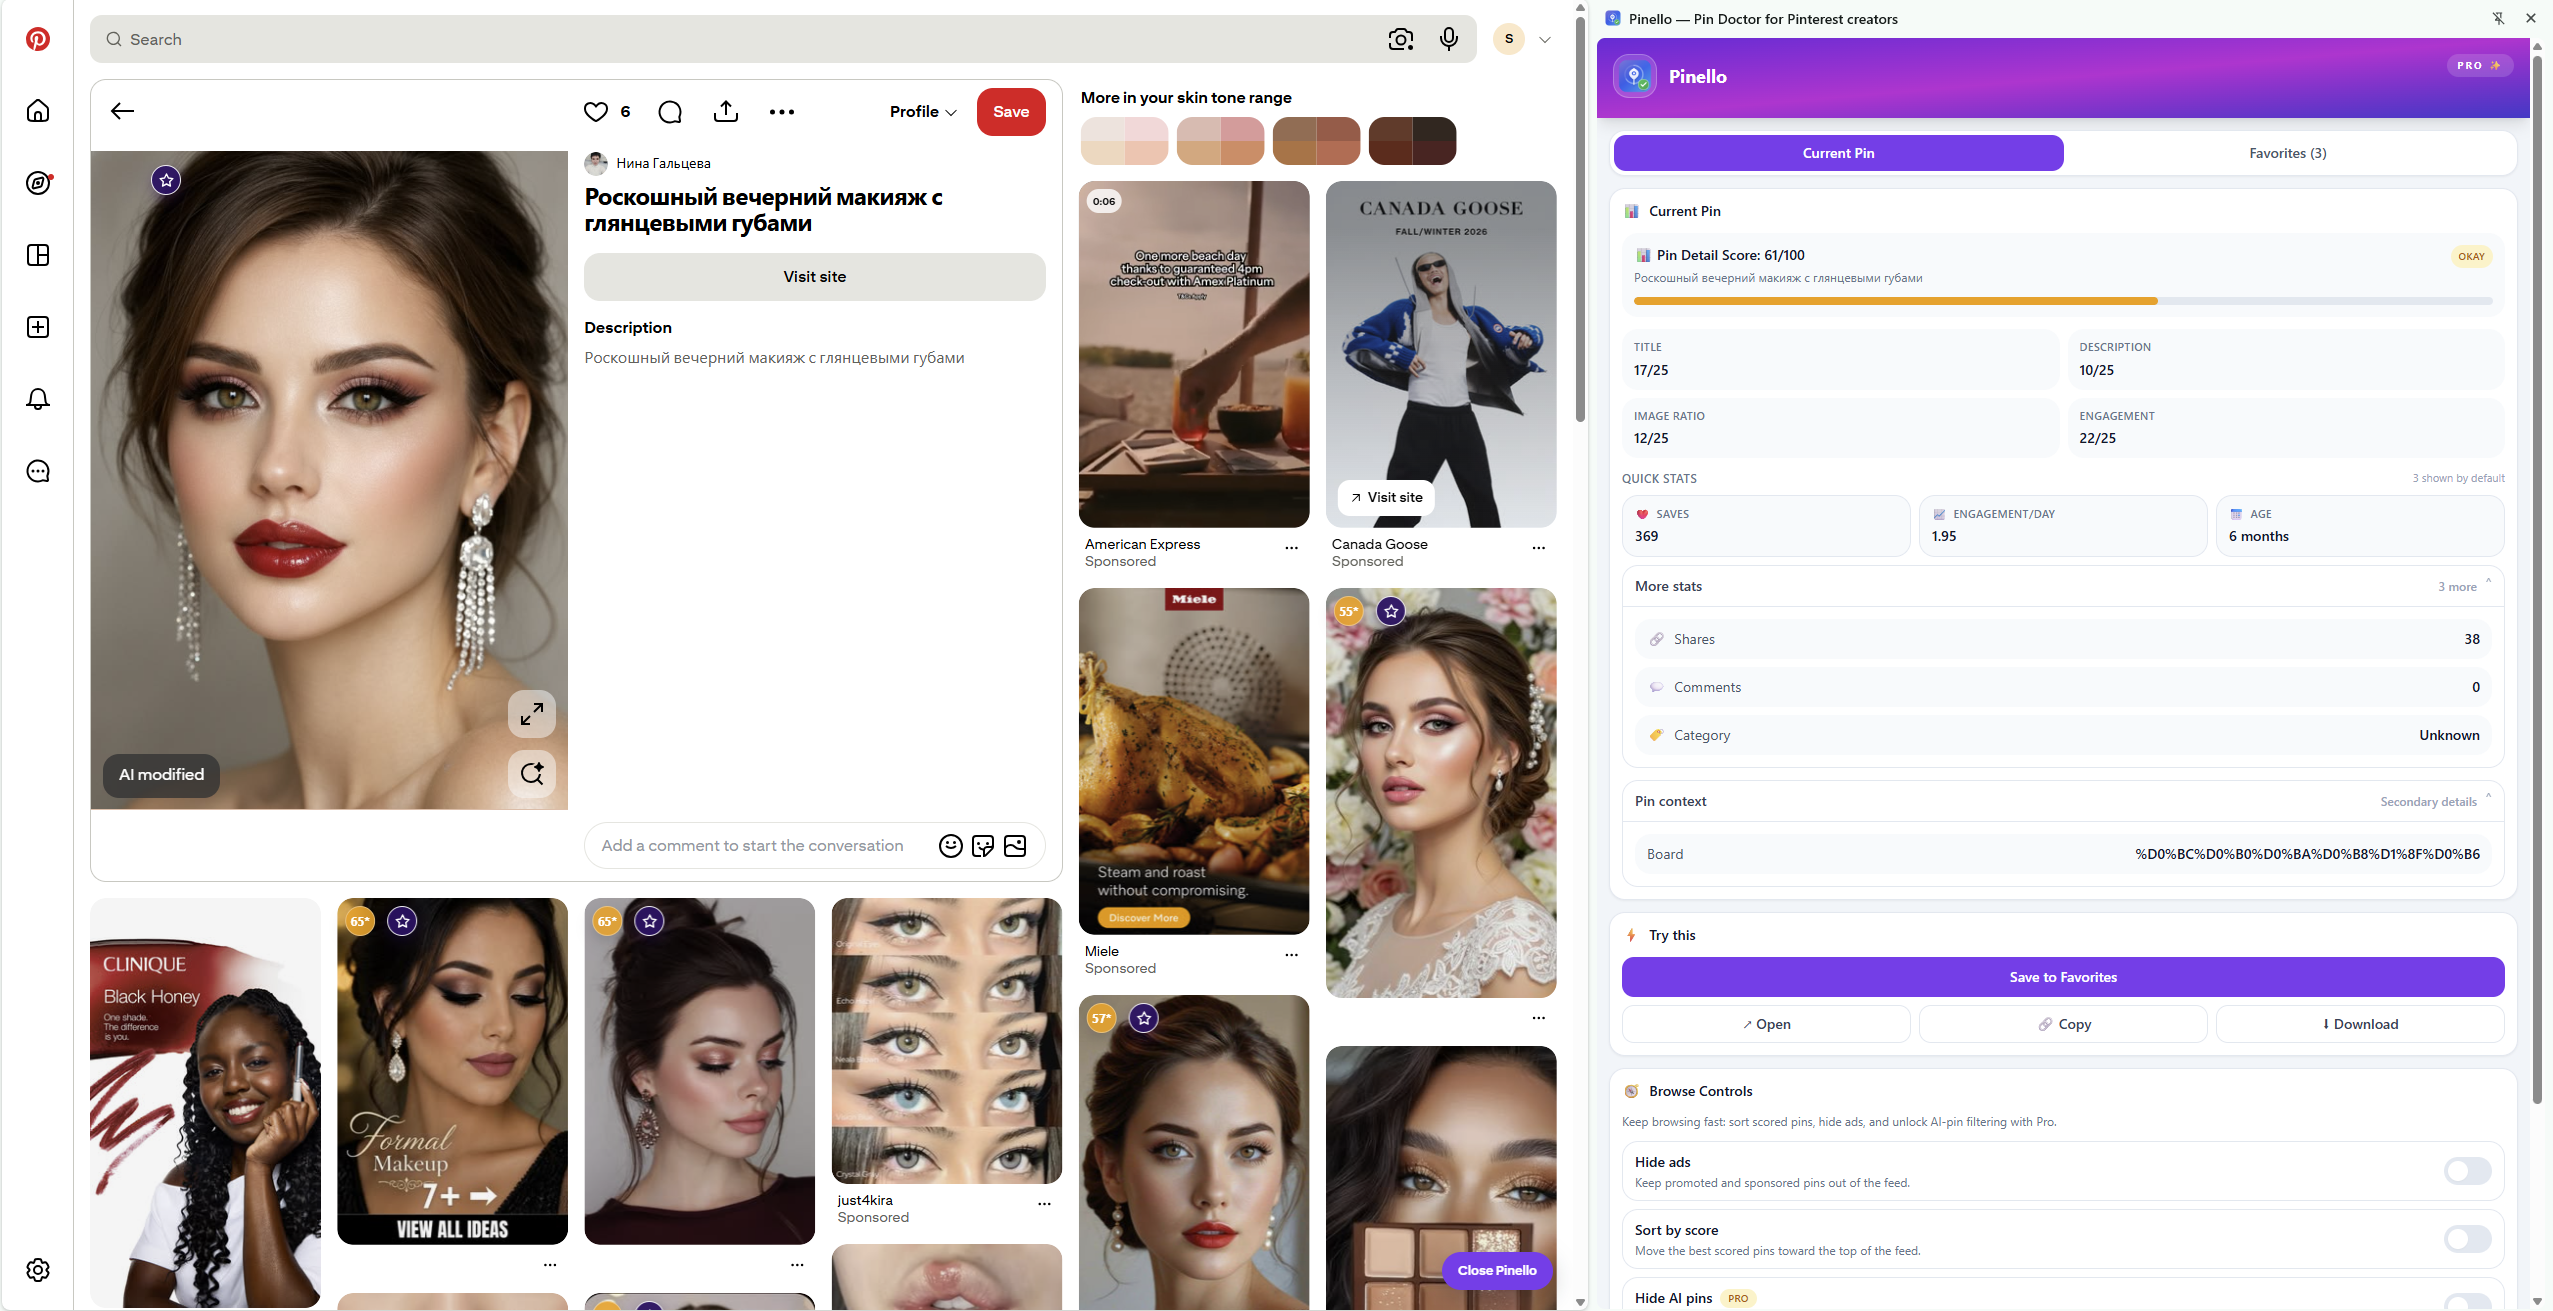 Search
S
6
Profile
Save
Нина Гальцева
Роскошный вечерний макияж с
глянцевыми губами
Visit site
Description
Роскошный вечерний макияж с глянцевыми губами
AI modified
Add a comment to start the conversation
More in your skin tone range
0:06
One more beach day
thanks to guaranteed 4pm
check-out with Amex Platinum
T&Cs Apply
American Express
Sponsored
CANADA GOOSE
FALL/WINTER 2026
Visit site
Canada Goose
Sponsored
Miele
Steam and roast
without compromising.
Discover More
Miele
Sponsored
55*
57*
CLINIQUE
Black Honey
One shade.
The difference
is you.
65*
Formal
Makeup
7+
VIEW ALL IDEAS
65*
just4kira
Sponsored
Close Pinello
Pinello — Pin Doctor for Pinterest creators
Pinello
PRO
Current Pin
Favorites (3)
Current Pin
Pin Detail Score: 61/100
OKAY
Роскошный вечерний макияж с глянцевыми губами
TITLE
17/25
DESCRIPTION
10/25
IMAGE RATIO
12/25
ENGAGEMENT
22/25
QUICK STATS
3 shown by default
SAVES
369
ENGAGEMENT/DAY
1.95
AGE
6 months
More stats
3 more
Shares
38
Comments
0
Category
Unknown
Pin context
Secondary details
Board
%D0%BC%D0%B0%D0%BA%D0%B8%D1%8F%D0%B6
Try this
Save to Favorites
Open
Copy
Download
Browse Controls
Keep browsing fast: sort scored pins, hide ads, and unlock AI-pin filtering with Pro.
Hide ads
Keep promoted and sponsored pins out of the feed.
Sort by score
Move the best scored pins toward the top of the feed.
Hide AI pins
PRO